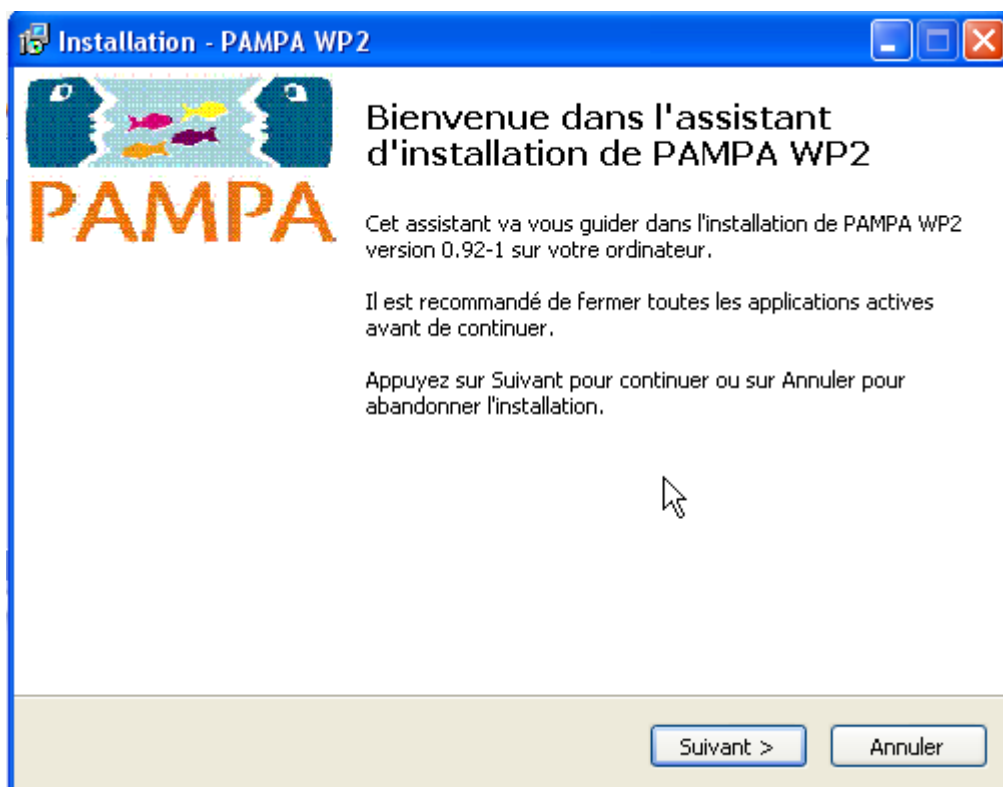 Installation - PAMPA WP2
PAMPA
Bienvenue dans l'assistant
d'installation de PAMPA WP2
Cet assistant va vous guider dans l'installation de PAMPA WP2
version 0.92-1 sur votre ordinateur.
Il est recommandé de fermer toutes les applications actives
avant de continuer.
Appuyez sur Suivant pour continuer ou sur Annuler pour
abandonner l'installation.
Suivant >
Annuler